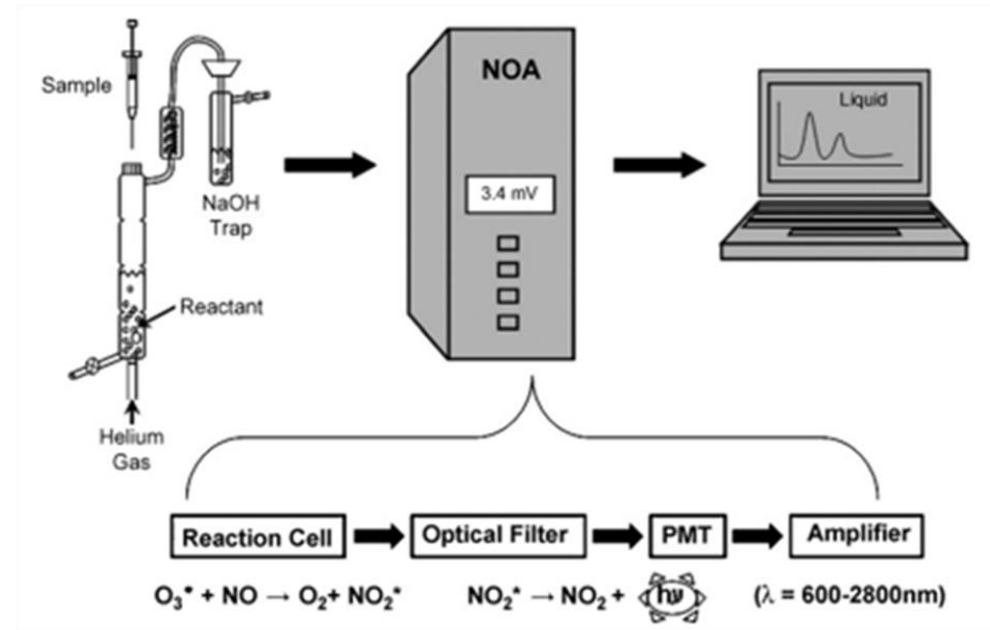 Sample
NOA
Liquid
3.4 mV
NaOH
Trap
Reactant
Helium
Gas
Reaction Cell
Optical Filter
PMT
Amplifier
O₃* + NO → O₂+ NO₂*
NO₂* → NO₂ + hν
(λ = 600-2800nm)